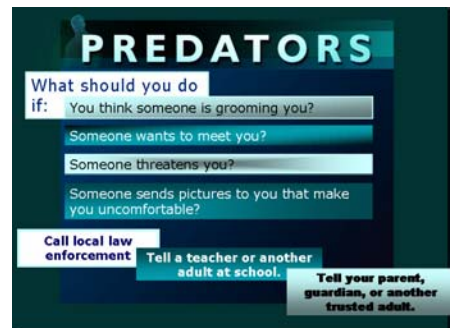 PREDATORS
What should you do
if:
You think someone is grooming you?
Someone wants to meet you?
Someone threatens you?
Someone sends pictures to you that make
you uncomfortable?
Call local law
enforcement
Tell a teacher or another
adult at school.
Tell your parent,
guardian, or another
trusted adult.